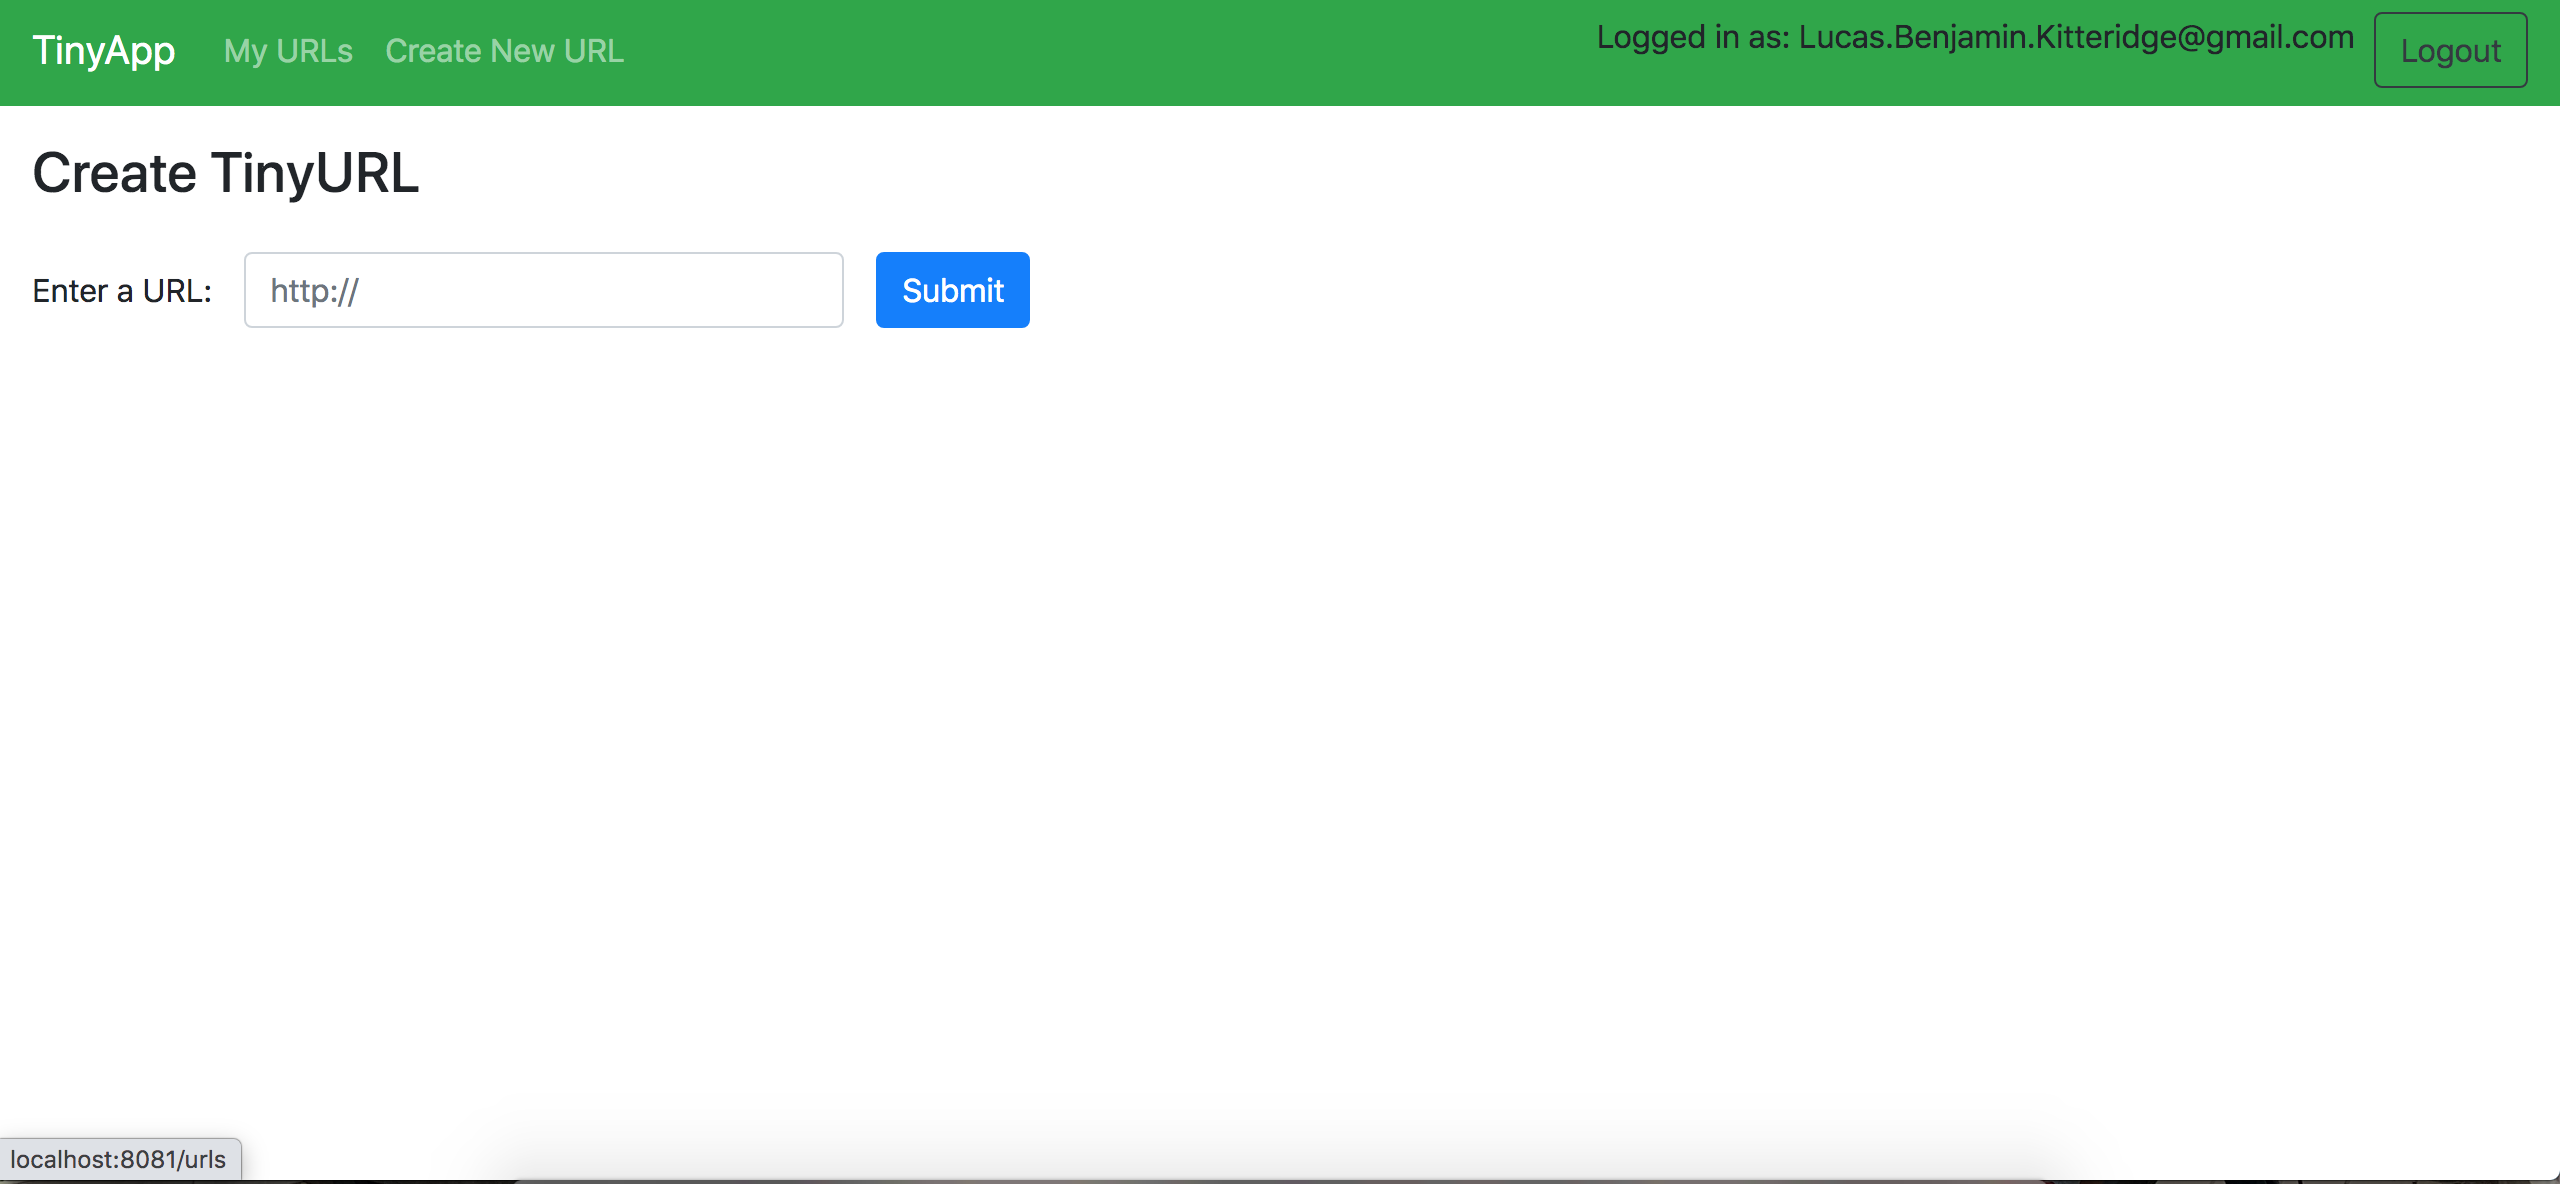 TinyApp My URLs Create New URL Logged in as: Lucas.Benjamin.Kitteridge@gmail.com Logout
Create TinyURL
Enter a URL: http:// Submit
localhost:8081/urls